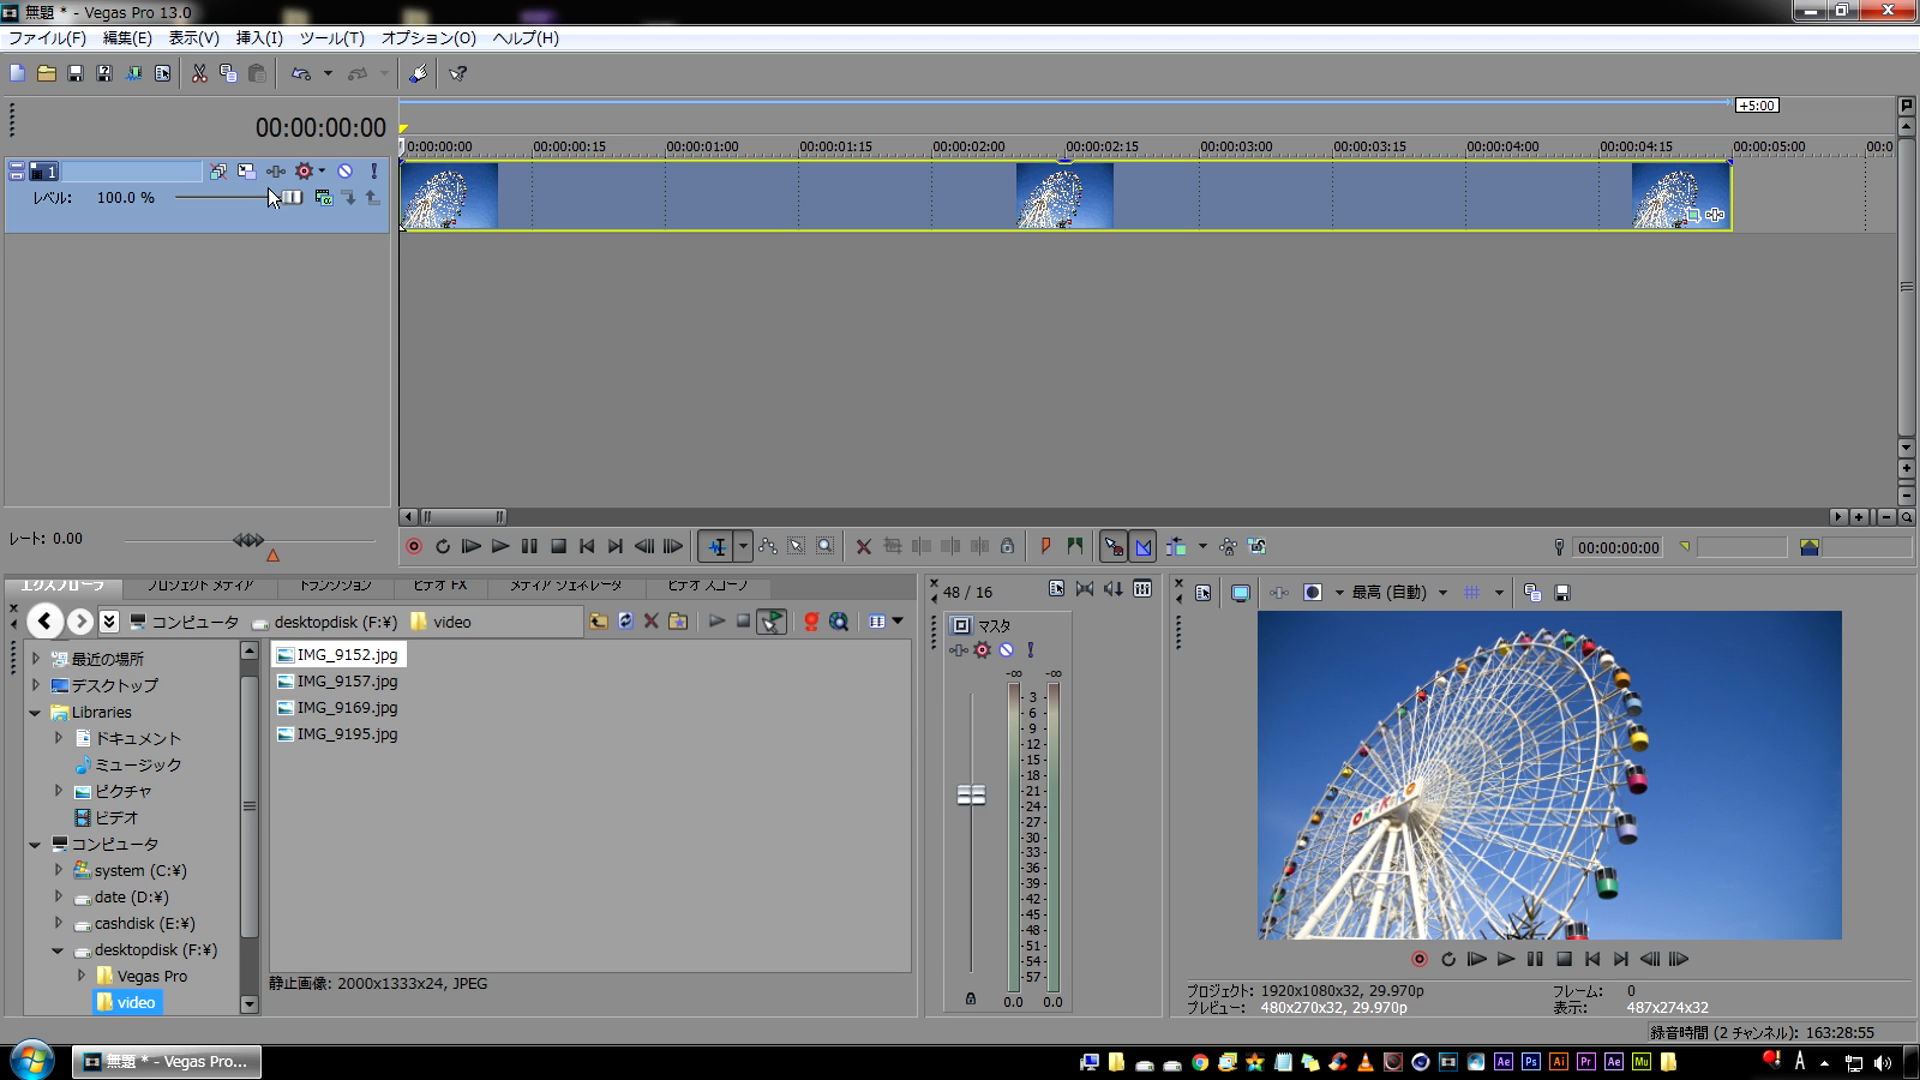 無題 * - Vegas Pro 13.0
ファイル(F) 編集(E) 表示(V) 挿入(I) ツール(T) オプション(O) ヘルプ(H)
+5:00
00:00:00:00
0:00:00:00 00:00:00:15 00:00:01:00 00:00:01:15 00:00:02:00 00:00:02:15 00:00:03:00 00:00:03:15 00:00:04:00 00:00:04:15 00:00:05:00 00:0
1
レベル: 100.0 %
レート: 0.00
00:00:00:00
エクスプローラ プロジェクト メディア トランジション ビデオ FX メディア ジェネレータ ビデオ スコープ
コンピュータ desktopdisk (F:¥) video
最近の場所
デスクトップ
Libraries
ドキュメント
ミュージック
ピクチャ
ビデオ
コンピュータ
system (C:¥)
date (D:¥)
cashdisk (E:¥)
desktopdisk (F:¥)
Vegas Pro
video
IMG_9152.jpg
IMG_9157.jpg
IMG_9169.jpg
IMG_9195.jpg
静止画像: 2000x1333x24, JPEG
48 / 16
マスタ
-∞ -∞
3
6
9
12
15
18
21
24
27
30
33
36
39
42
45
48
51
54
57
0.0 0.0
最高 (自動)
プロジェクト: 1920x1080x32, 29.970p フレーム: 0
プレビュー: 480x270x32, 29.970p 表示: 487x274x32
録音時間 (2 チャンネル): 163:28:55
無題 * - Vegas Pro...
Ae Ps Ai Pr Ae Mu
A